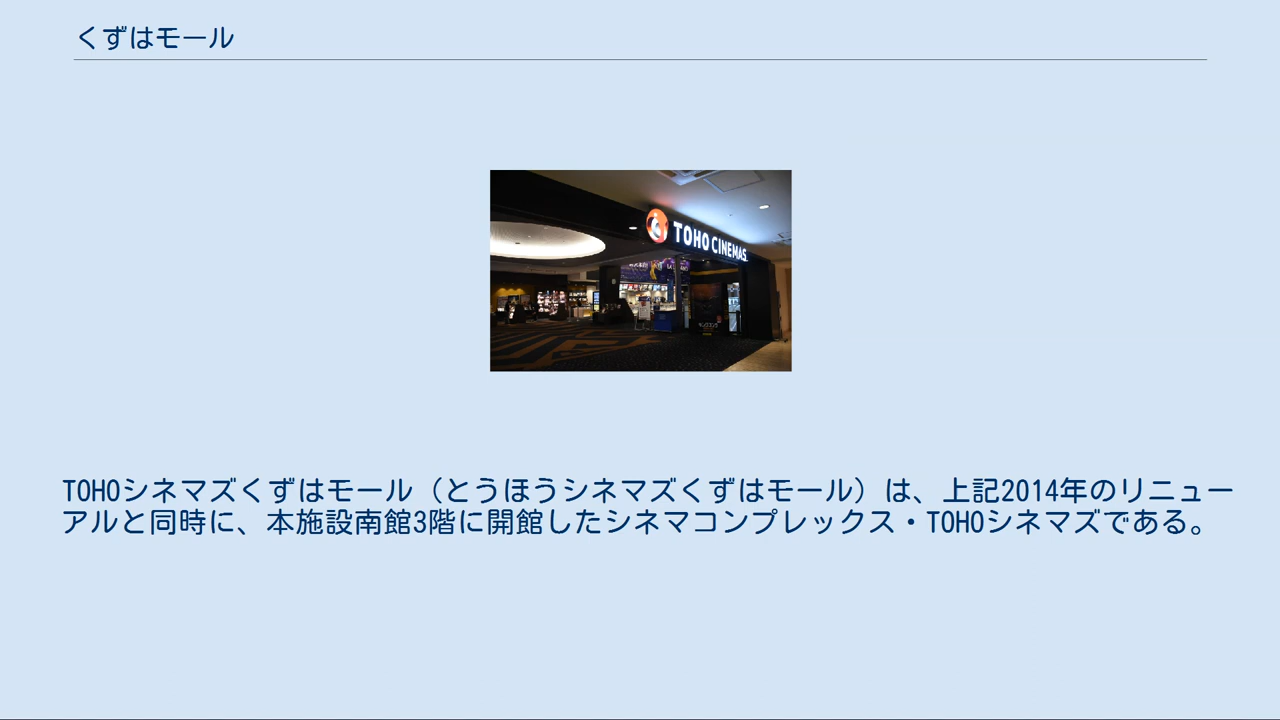 くずはモール
TOHO CINEMAS
TOHOシネマズくずはモール（とうほうシネマズくずはモール）は、上記2014年のリニュー
アルと同時に、本施設南館3階に開館したシネマコンプレックス・TOHOシネマズである。